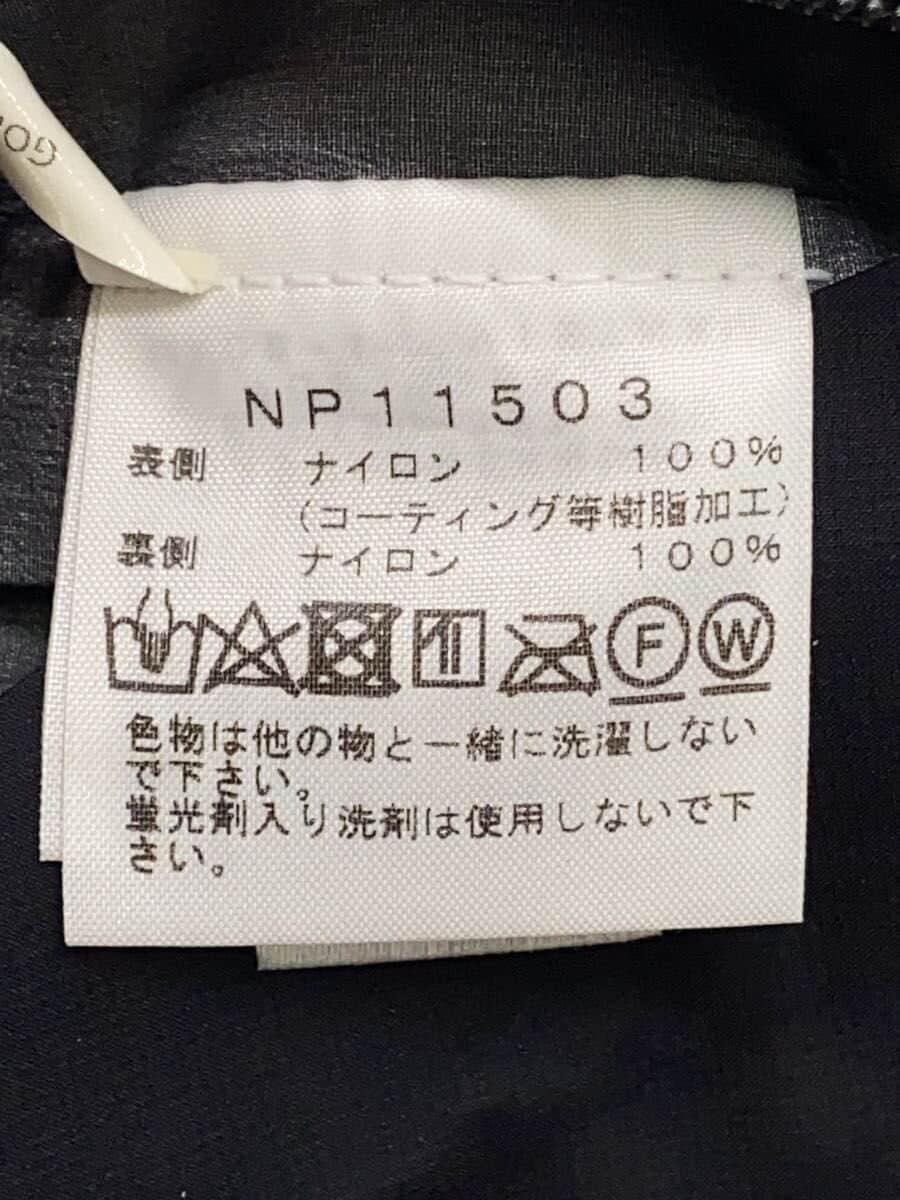 GO
NP11503
表側 ナイロン 100%
(コーティング等樹脂加工)
裏側 ナイロン 100%
F W
色物は他の物と一緒に洗濯しない
で下さい。
蛍光剤入り洗剤は使用しないで下
さい。